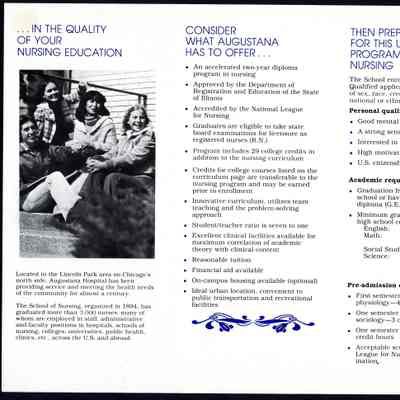 ...IN THE QUALITY
OF YOUR
NURSING EDUCATION
Located in the Lincoln Park area on Chicago's
north side, Augustana Hospital has been
providing service and meeting the health needs
of the community for almost a century.
The School of Nursing, organized in 1894, has
graduated more than 3,000 nurses, many of
whom are employed in staff, administrative
and faculty positions in hospitals, schools of
nursing, colleges, universities, public health,
clinics, etc., across the U.S. and abroad.
CONSIDER
WHAT AUGUSTANA
HAS TO OFFER...
• An accelerated two-year diploma
program in nursing
• Approved by the Department of
Registration and Education of the State
of Illinois
• Accredited by the National League
for Nursing
• Graduates are eligible to take state
board examinations for licensure as
registered nurses (R.N.)
• Program includes 29 college credits in
addition to the nursing curriculum
• Credits for college courses listed on the
curriculum page are transferable to the
nursing program and may be earned
prior to enrollment
• Innovative curriculum, utilizes team
teaching and the problem-solving
approach
• Student/teacher ratio is seven to one
• Excellent clinical facilities available for
maximum correlation of academic
theory with clinical content
• Reasonable tuition
• Financial aid available
• On-campus housing available (optional)
• Ideal urban location, convenient to
public transportation and recreational
facilities
THEN PREP
FOR THIS U
PROGRAM
NURSING
The School enro
Qualified applica
of sex, race, cre
national or ethni
Personal quali
• Good mental
• A strong sens
• Interested in
• High motivat
• U.S. citizensh
Academic requ
• Graduation fr
school or hav
diploma (G.E.
• Minimum gra
high school c
English:
Math:
Social Stud
Science:
Pre-admission
• First semester
physiology—4
• One semester
sociology—3 c
• One semester
credit hours
• Acceptable sc
League for Nu
ination,